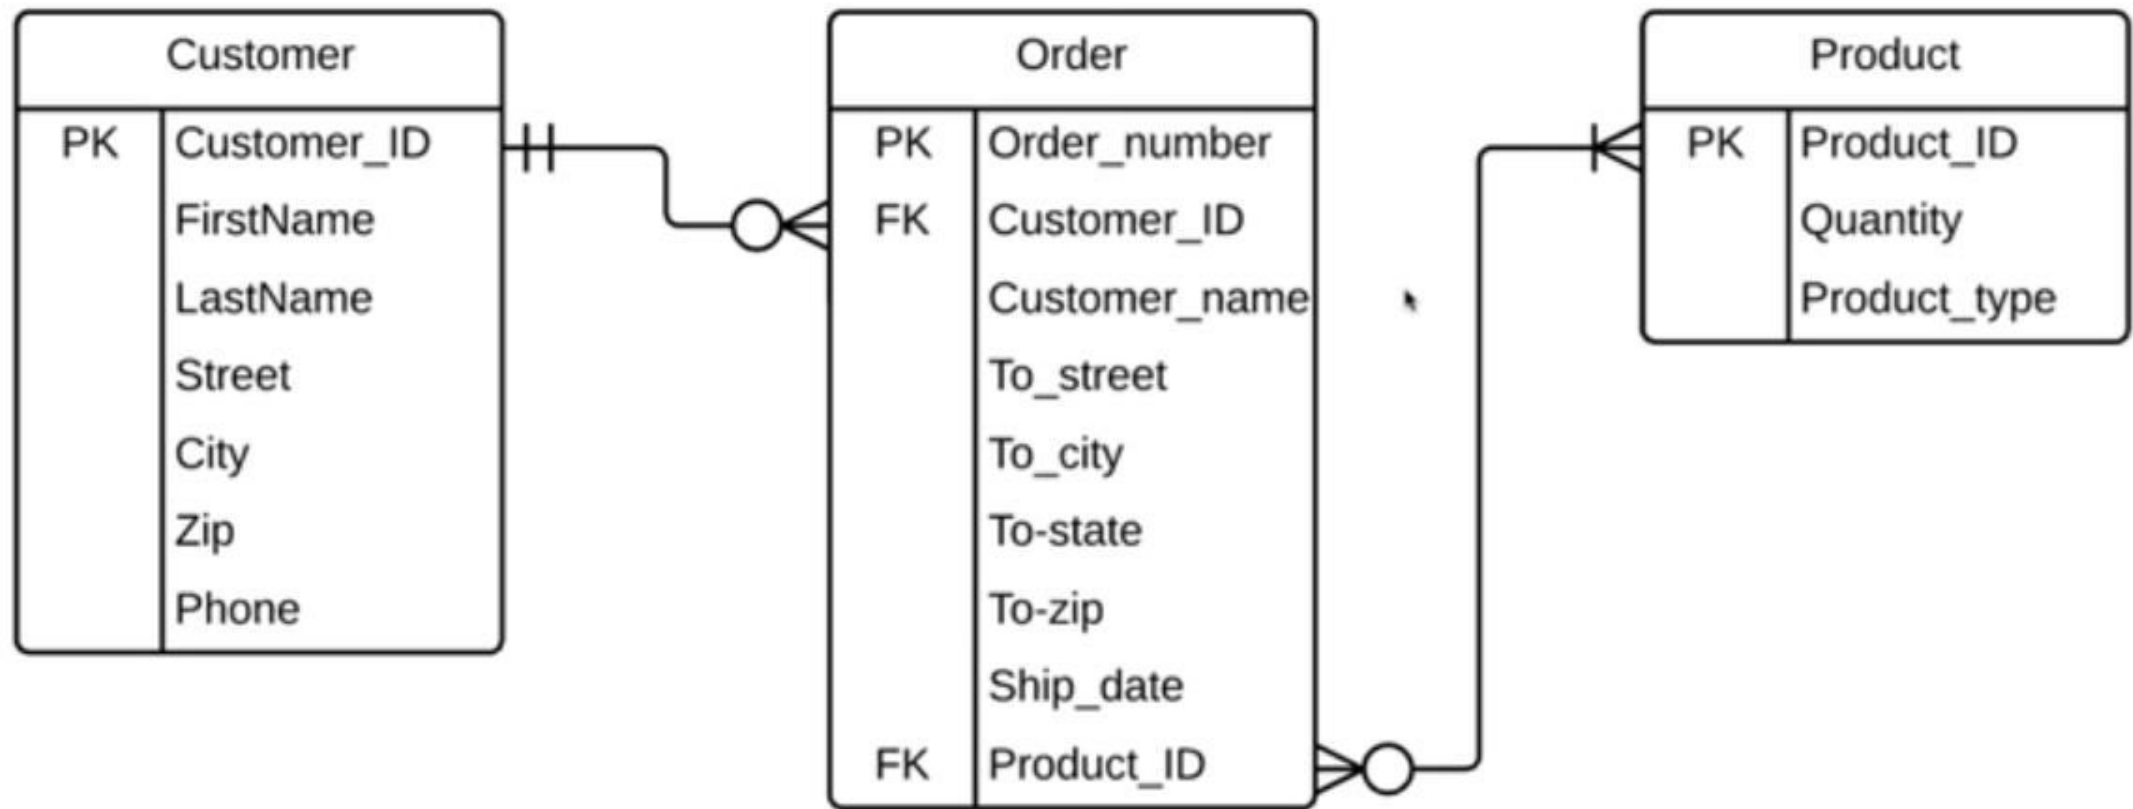 Customer
PK Customer_ID
FirstName
LastName
Street
City
Zip
Phone
Order
PK Order_number
FK Customer_ID
Customer_name
To_street
To_city
To-state
To-zip
Ship_date
FK Product_ID
Product
PK Product_ID
Quantity
Product_type